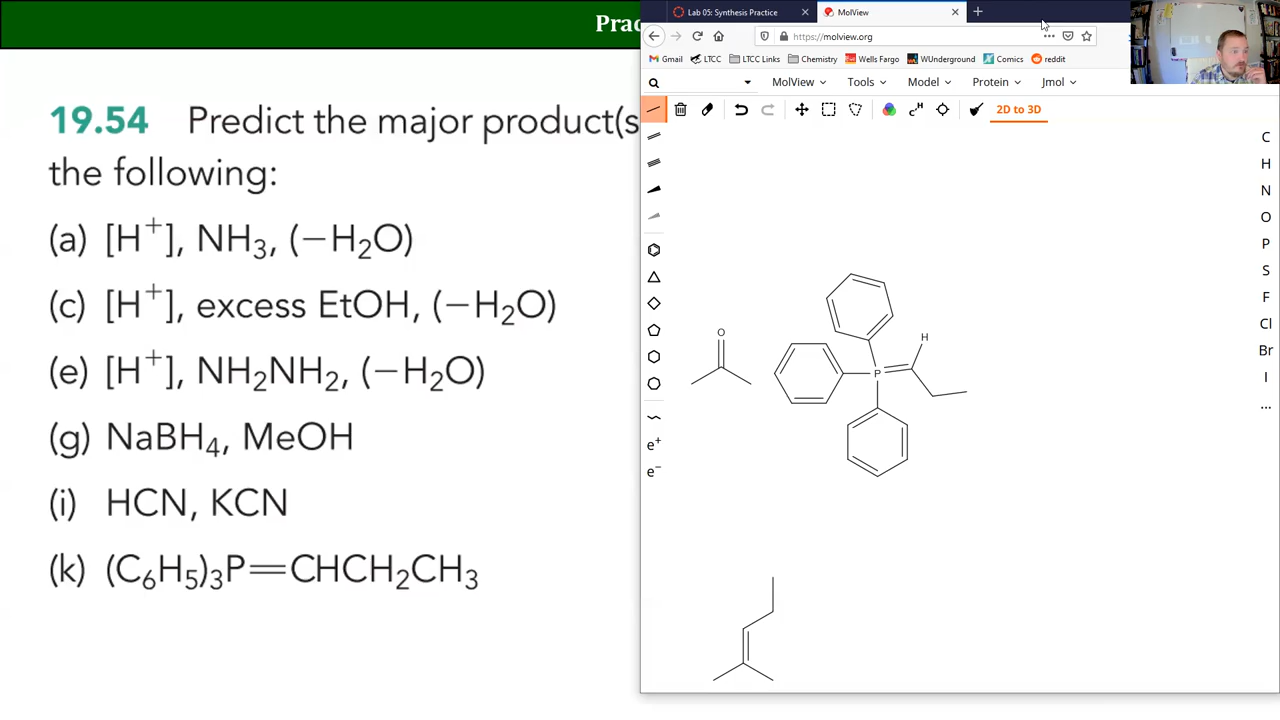 Prac
19.54 Predict the major product(s
the following:
(a) [H⁺], NH₃, (−H₂O)
(c) [H⁺], excess EtOH, (−H₂O)
(e) [H⁺], NH₂NH₂, (−H₂O)
(g) NaBH₄, MeOH
(i) HCN, KCN
(k) (C₆H₅)₃P═CHCH₂CH₃
Lab 05: Synthesis Practice
MolView
https://molview.org
Gmail LTCC LTCC Links Chemistry Wells Fargo WUnderground Comics reddit
MolView Tools Model Protein Jmol
2D to 3D
C
H
N
O
P
S
F
Cl
Br
I
...
e⁺
e⁻
O
P
H